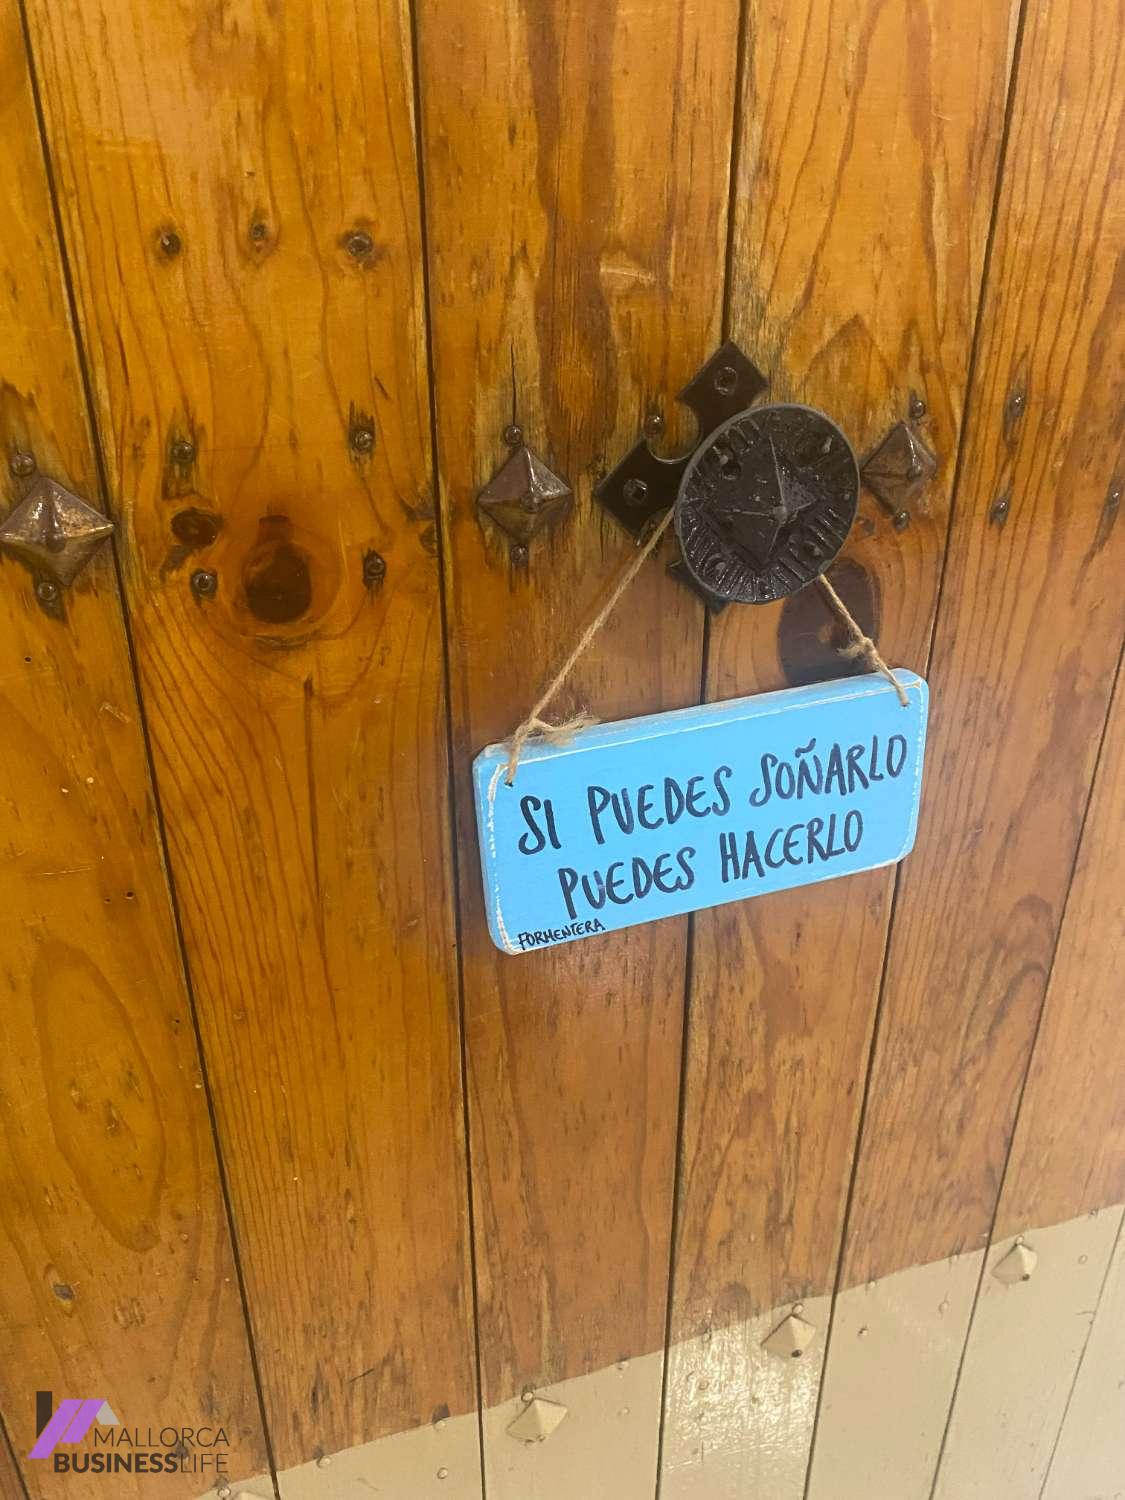 SI PUEDES SOÑARLO
PUEDES HACERLO
FORMENTERA
MALLORCA
BUSINESSLIFE